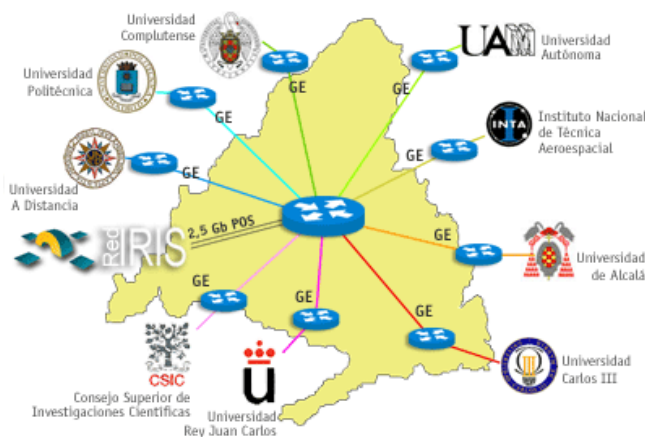 Universidad
Complutense
UAM
Universidad
Autónoma
Universidad
Politécnica
GE
GE
GE
INTA
Instituto Nacional
de Técnica
Aeroespacial
GE
GE
Universidad
A Distancia
Red
IRIS
2,5 Gb POS
GE
Universidad
de Alcalá
GE
GE
GE
CSIC
Consejo Superior de
Investigaciones Científicas
u
Universidad
Rey Juan Carlos
Universidad
Carlos III